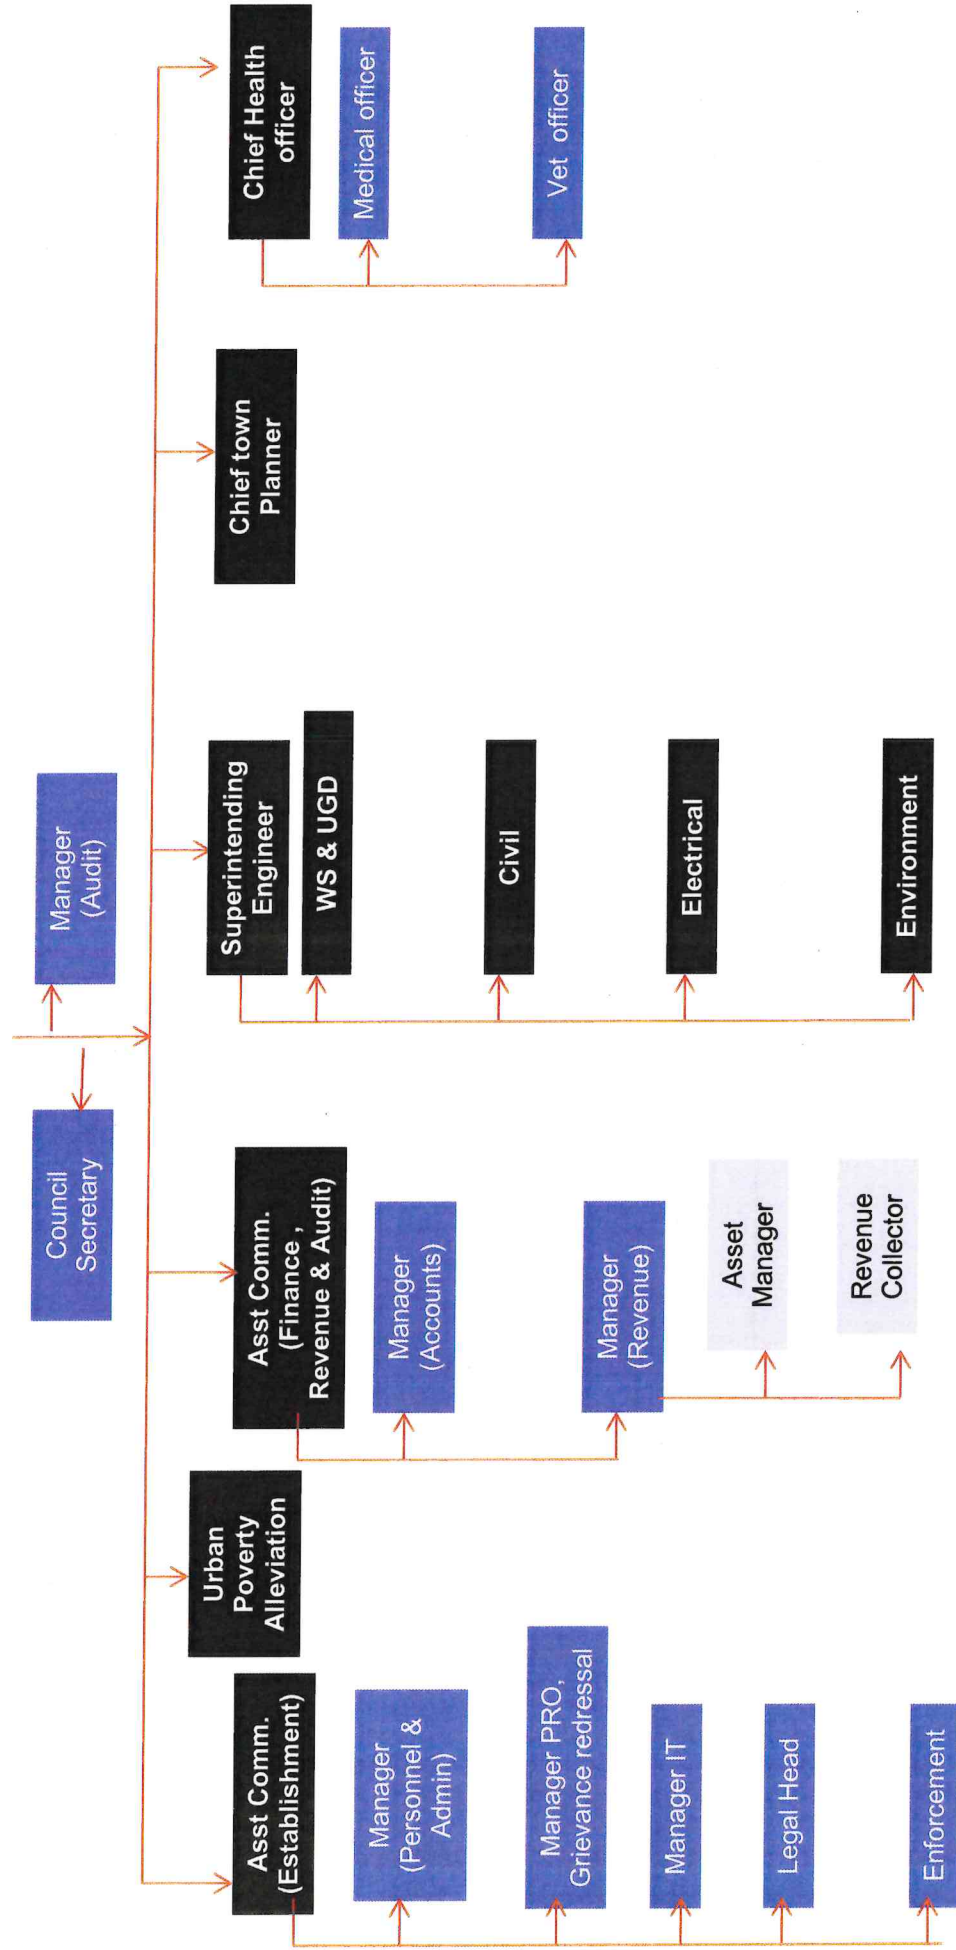 Council
Secretary
Manager
(Audit)
Asst Comm.
(Establishment)
Manager
(Personnel &
Admin)
Manager PRO,
Grievance redressal
Manager IT
Legal Head
Enforcement
Urban
Poverty
Alleviation
Asst Comm.
(Finance ,
Revenue & Audit)
Manager
(Accounts)
Manager
(Revenue)
Asset
Manager
Revenue
Collector
Superintending
Engineer
WS & UGD
Civil
Electrical
Environment
Chief town
Planner
Chief Health
officer
Medical officer
Vet officer